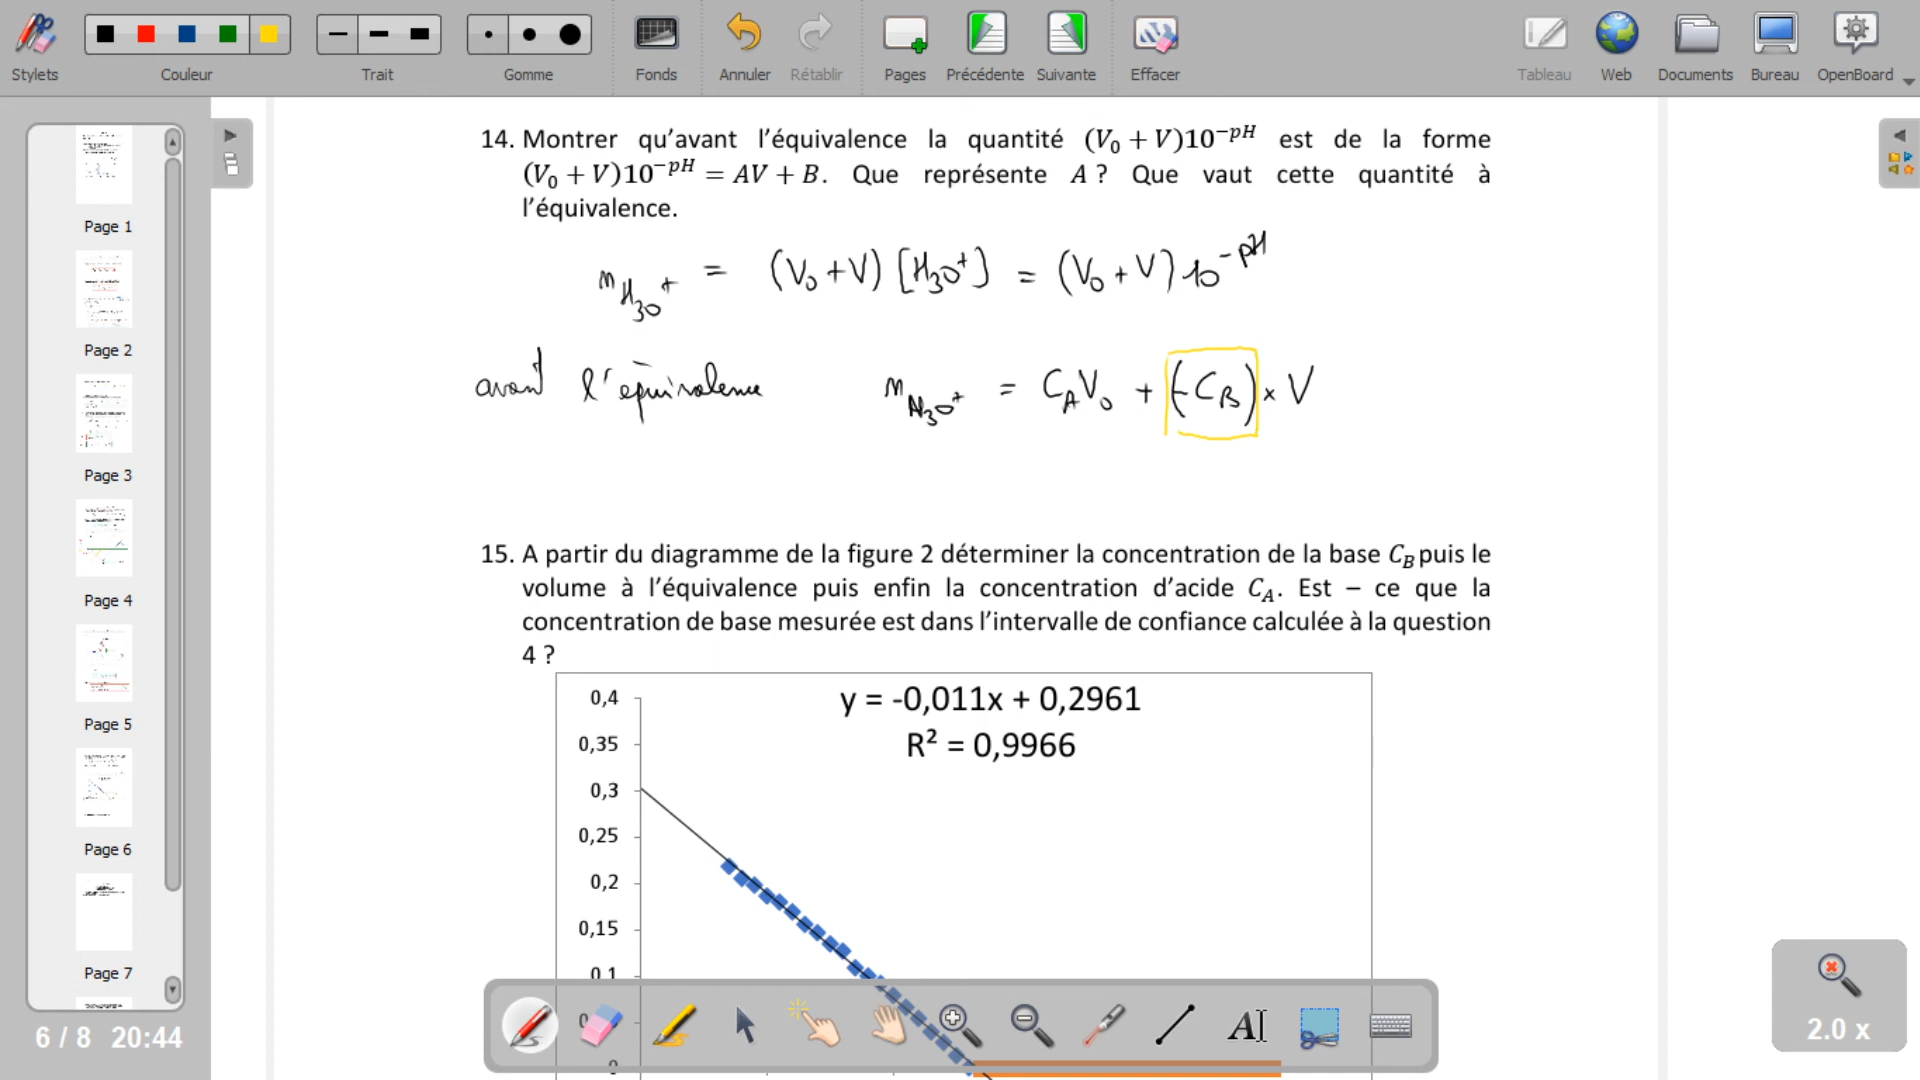 Stylets
Couleur
Trait
Gomme
Fonds
Annuler
Rétablir
Pages
Précédente
Suivante
Effacer
Tableau
Web
Documents
Bureau
OpenBoard
Page 1
Page 2
Page 3
Page 4
Page 5
Page 6
Page 7
6 / 8 20:44
14. Montrer qu’avant l’équivalence la quantité (V₀ + V)10^{−pH} est de la forme
(V₀ + V)10^{−pH} = AV + B. Que représente A ? Que vaut cette quantité à
l’équivalence.
n_{H₃O⁺} = (V₀ + V) [H₃O⁺] = (V₀ + V) 10^{-pH}
avant l'équivalence n_{H₃O⁺} = C_A V₀ + (-C_B) × V
15. A partir du diagramme de la figure 2 déterminer la concentration de la base C_B puis le
volume à l’équivalence puis enfin la concentration d’acide C_A. Est – ce que la
concentration de base mesurée est dans l’intervalle de confiance calculée à la question
4 ?
y = -0,011x + 0,2961
R² = 0,9966
0,4
0,35
0,3
0,25
0,2
0,15
0,1
2.0 x